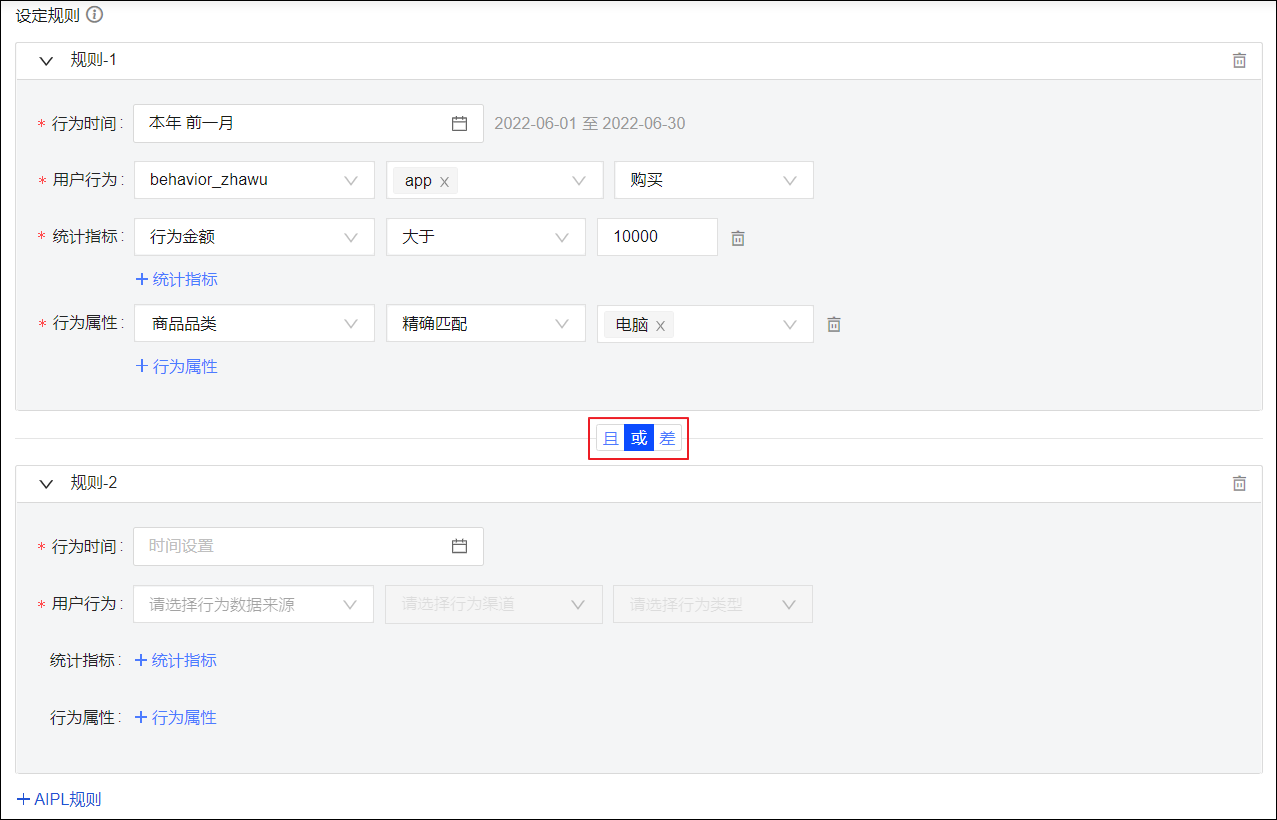 设定规则
规则-1
* 行为时间: 本年 前一月 2022-06-01 至 2022-06-30
* 用户行为: behavior_zhawu app x 购买
* 统计指标: 行为金额 大于 10000
+ 统计指标
* 行为属性: 商品品类 精确匹配 电脑 x
+ 行为属性
且 或 差
规则-2
* 行为时间: 时间设置
* 用户行为: 请选择行为数据来源 请选择行为渠道 请选择行为类型
统计指标: + 统计指标
行为属性: + 行为属性
+ AIPL规则